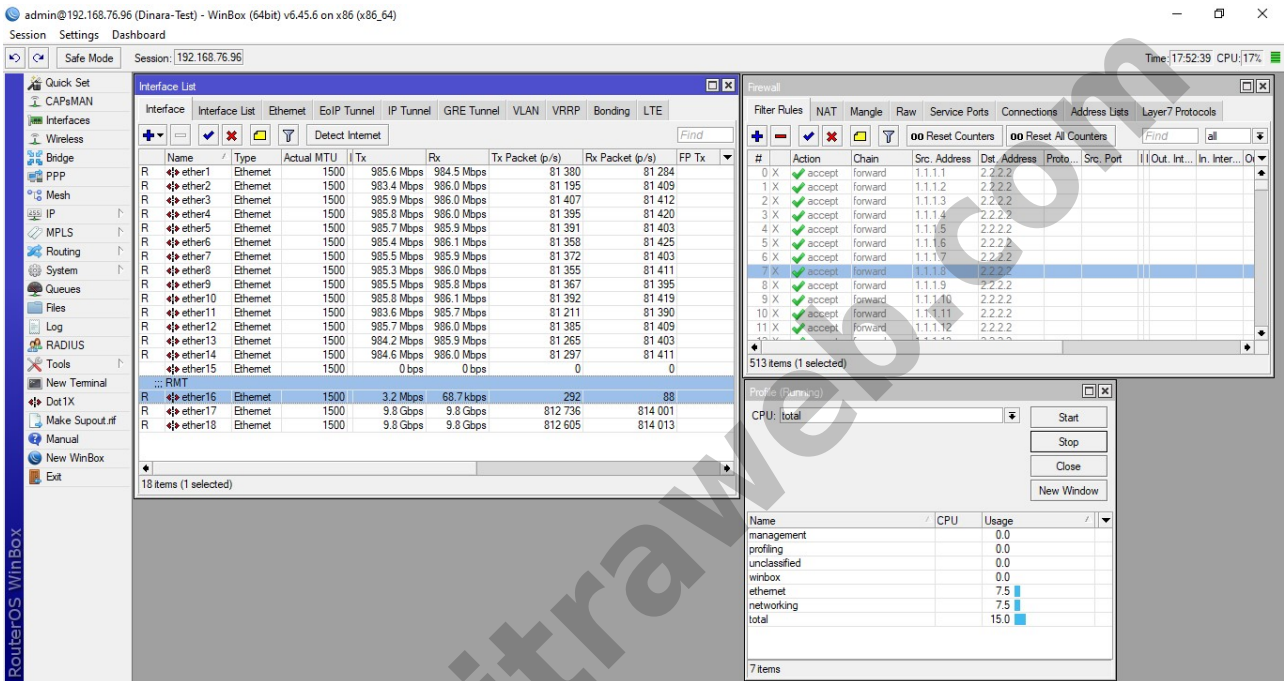 admin@192.168.76.96 (Dinara-Test) - WinBox (64bit) v6.45.6 on x86 (x86_64)
Session Settings Dashboard
Safe Mode Session: 192.168.76.96 Time: 17:52:39 CPU: 17%
Quick Set
CAPsMAN
Interfaces
Wireless
Bridge
PPP
Mesh
IP
MPLS
Routing
System
Queues
Files
Log
RADIUS
Tools
New Terminal
Dot1X
Make Supout.rif
Manual
New WinBox
Exit
RouterOS WinBox
Interface List
Interface Interface List Ethernet EoIP Tunnel IP Tunnel GRE Tunnel VLAN VRRP Bonding LTE
Detect Internet Find
Name Type Actual MTU Tx Rx Tx Packet (p/s) Rx Packet (p/s) FP Tx
R ether1 Ethernet 1500 985.6 Mbps 984.5 Mbps 81 380 81 284
R ether2 Ethernet 1500 983.4 Mbps 986.0 Mbps 81 195 81 409
R ether3 Ethernet 1500 985.9 Mbps 986.0 Mbps 81 407 81 412
R ether4 Ethernet 1500 985.8 Mbps 986.0 Mbps 81 395 81 420
R ether5 Ethernet 1500 985.7 Mbps 985.9 Mbps 81 391 81 403
R ether6 Ethernet 1500 985.4 Mbps 986.1 Mbps 81 358 81 425
R ether7 Ethernet 1500 985.5 Mbps 985.9 Mbps 81 372 81 403
R ether8 Ethernet 1500 985.3 Mbps 986.0 Mbps 81 355 81 411
R ether9 Ethernet 1500 985.5 Mbps 985.8 Mbps 81 367 81 395
R ether10 Ethernet 1500 985.8 Mbps 986.1 Mbps 81 392 81 419
R ether11 Ethernet 1500 983.6 Mbps 985.7 Mbps 81 211 81 390
R ether12 Ethernet 1500 985.7 Mbps 986.0 Mbps 81 385 81 409
R ether13 Ethernet 1500 984.2 Mbps 985.9 Mbps 81 265 81 403
R ether14 Ethernet 1500 984.6 Mbps 986.0 Mbps 81 297 81 411
ether15 Ethernet 1500 0 bps 0 bps 0 0
;;; RMT
R ether16 Ethernet 1500 3.2 Mbps 68.7 kbps 292 88
R ether17 Ethernet 1500 9.8 Gbps 9.8 Gbps 812 736 814 001
R ether18 Ethernet 1500 9.8 Gbps 9.8 Gbps 812 605 814 013
18 items (1 selected)
Firewall
Filter Rules NAT Mangle Raw Service Ports Connections Address Lists Layer7 Protocols
00 Reset Counters 00 Reset All Counters Find all
# Action Chain Src. Address Dst. Address Proto... Src. Port Out. Int... In. Inter...
0 X accept forward 1.1.1.1 2.2.2.2
1 X accept forward 1.1.1.2 2.2.2.2
2 X accept forward 1.1.1.3 2.2.2.2
3 X accept forward 1.1.1.4 2.2.2.2
4 X accept forward 1.1.1.5 2.2.2.2
5 X accept forward 1.1.1.6 2.2.2.2
6 X accept forward 1.1.1.7 2.2.2.2
7 X accept forward 1.1.1.8 2.2.2.2
8 X accept forward 1.1.1.9 2.2.2.2
9 X accept forward 1.1.1.10 2.2.2.2
10 X accept forward 1.1.1.11 2.2.2.2
11 X accept forward 1.1.1.12 2.2.2.2
513 items (1 selected)
Profile (Running)
CPU: total
Start
Stop
Close
New Window
Name CPU Usage
management 0.0
profiling 0.0
unclassified 0.0
winbox 0.0
ethernet 7.5
networking 7.5
total 15.0
7 items
itraweb.com